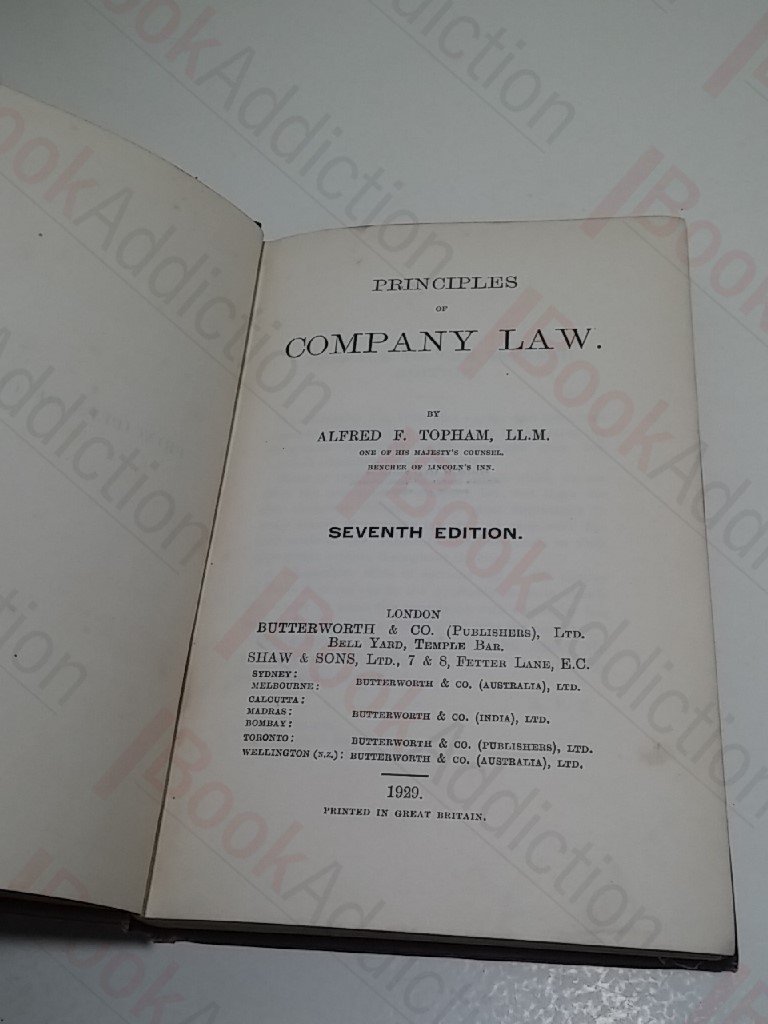 PRINCIPLES
OF
COMPANY LAW.
BY
ALFRED F. TOPHAM, LL.M.
ONE OF HIS MAJESTY'S COUNSEL,
BENCHER OF LINCOLN'S INN.
SEVENTH EDITION.
LONDON
BUTTERWORTH & CO. (PUBLISHERS), LTD.
BELL YARD, TEMPLE BAR.
SHAW & SONS, LTD., 7 & 8, FETTER LANE, E.C.
SYDNEY:
MELBOURNE: BUTTERWORTH & CO. (AUSTRALIA), LTD.
CALCUTTA:
MADRAS: BUTTERWORTH & CO. (INDIA), LTD.
BOMBAY:
TORONTO: BUTTERWORTH & CO. (PUBLISHERS), LTD.
WELLINGTON (N.Z.): BUTTERWORTH & CO. (AUSTRALIA), LTD.
1929.
PRINTED IN GREAT BRITAIN.
BookAddiction